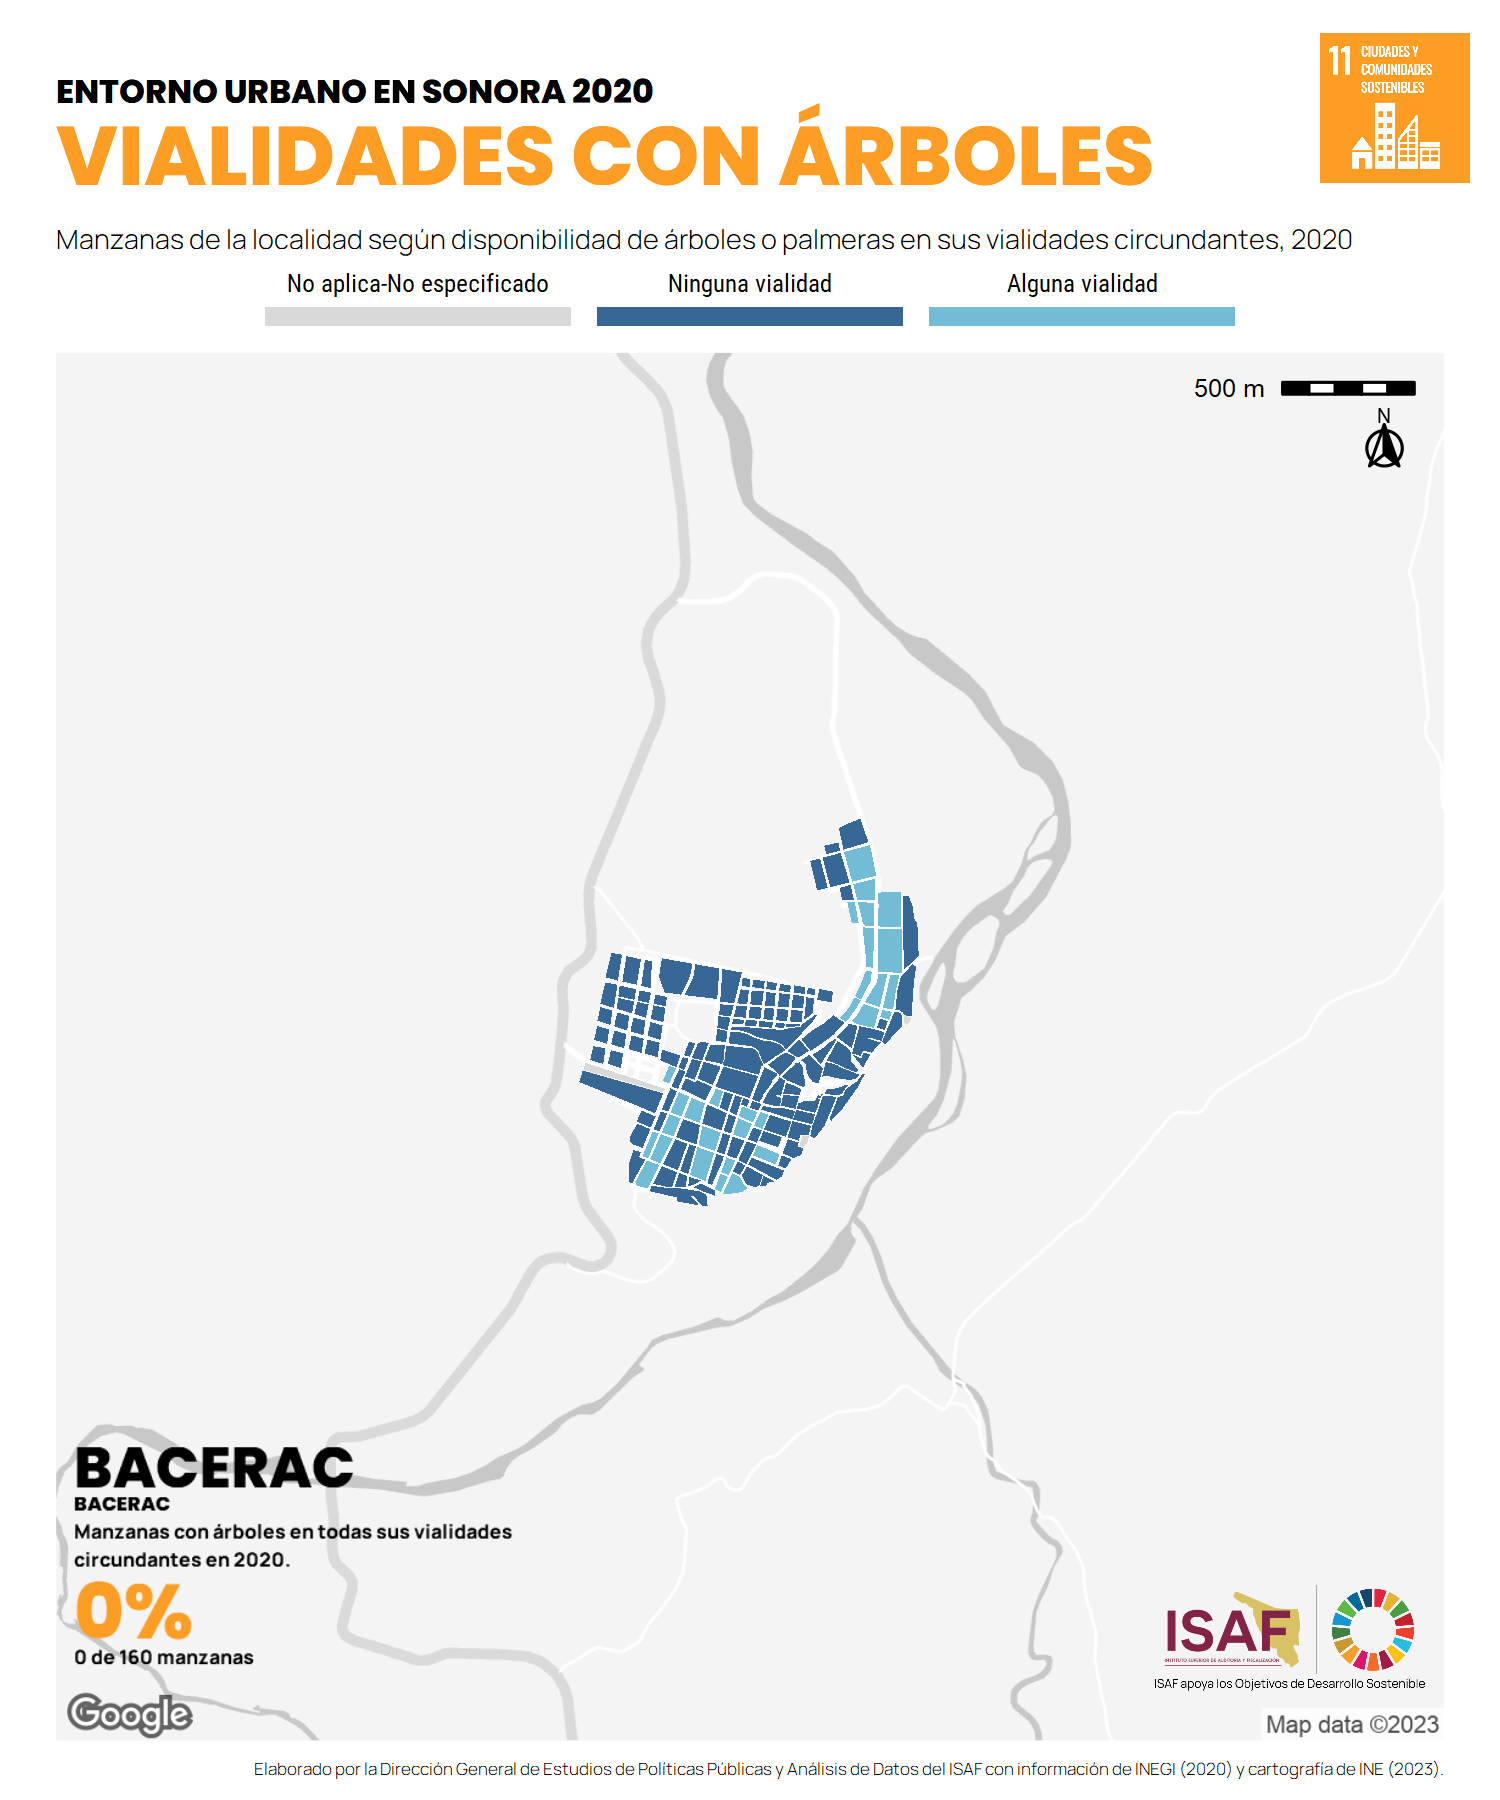 11 CIUDADES Y
COMUNIDADES
SOSTENIBLES
ENTORNO URBANO EN SONORA 2020
VIALIDADES CON ÁRBOLES
Manzanas de la localidad según disponibilidad de árboles o palmeras en sus vialidades circundantes, 2020
No aplica-No especificado
Ninguna vialidad
Alguna vialidad
500 m
N
BACERAC
BACERAC
Manzanas con árboles en todas sus vialidades
circundantes en 2020.
0%
0 de 160 manzanas
Google
ISAF
INSTITUTO SUPERIOR DE AUDITORÍA Y FISCALIZACIÓN
ISAF apoya los Objetivos de Desarrollo Sostenible
Map data ©2023
Elaborado por la Dirección General de Estudios de Políticas Públicas y Análisis de Datos del ISAF con información de INEGI (2020) y cartografía de INE (2023).